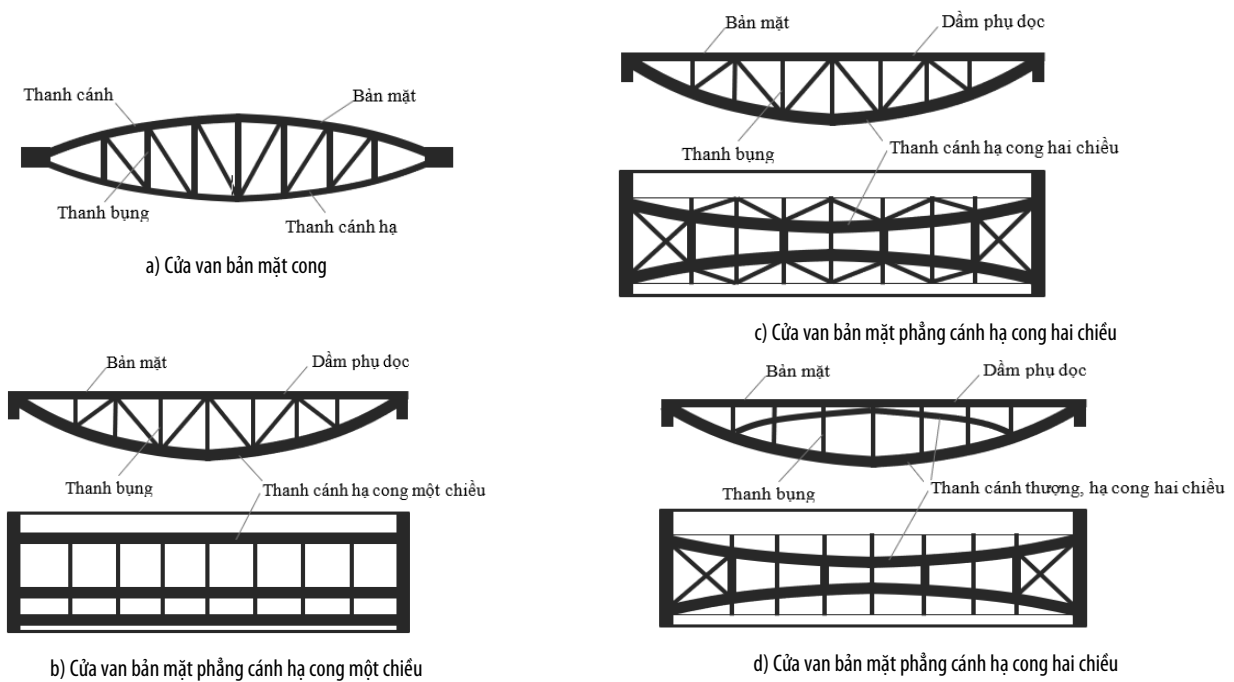 Thanh cánh
Bản mặt
Thanh bụng
Thanh cánh hạ
a) Cửa van bản mặt cong
Bản mặt
Dầm phụ dọc
Thanh bụng
Thanh cánh hạ cong một chiều
b) Cửa van bản mặt phẳng cánh hạ cong một chiều
Bản mặt
Dầm phụ dọc
Thanh bụng
Thanh cánh hạ cong hai chiều
c) Cửa van bản mặt phẳng cánh hạ cong hai chiều
Bản mặt
Dầm phụ dọc
Thanh bụng
Thanh cánh thượng, hạ cong hai chiều
d) Cửa van bản mặt phẳng cánh hạ cong hai chiều